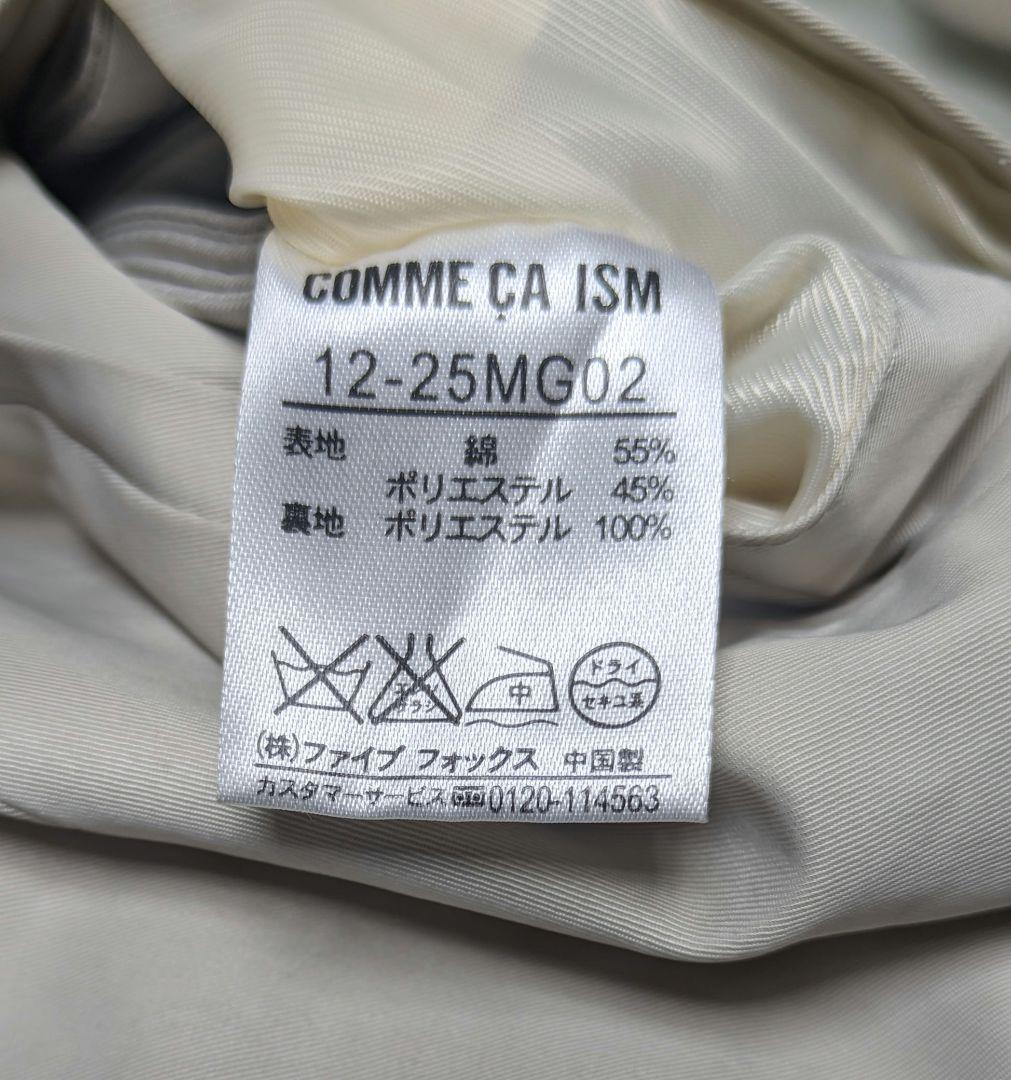 COMME ÇA ISM
12-25MG02
表地 綿 55%
ポリエステル 45%
裏地 ポリエステル 100%
中 ドライ
セキユ系
(株)ファイブ フォックス 中国製
カスタマーサービス 0120-114563